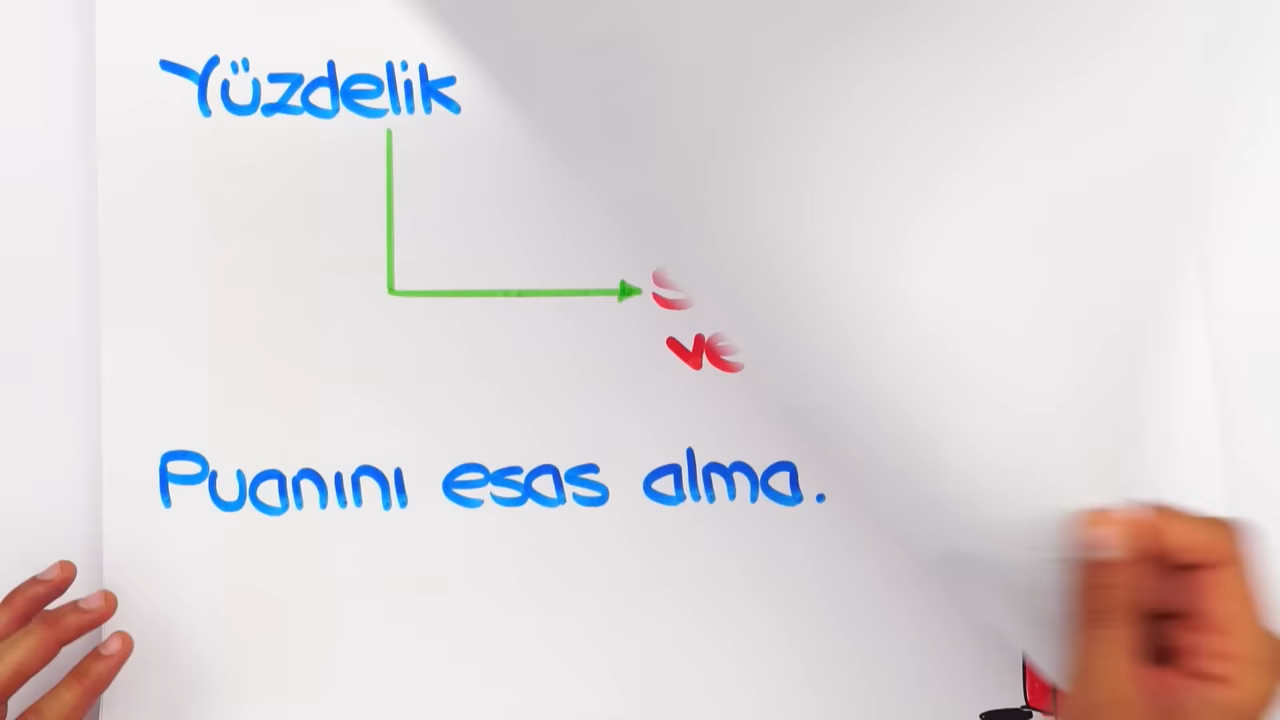 Yüzdelik
ve
Puanını esas alma.